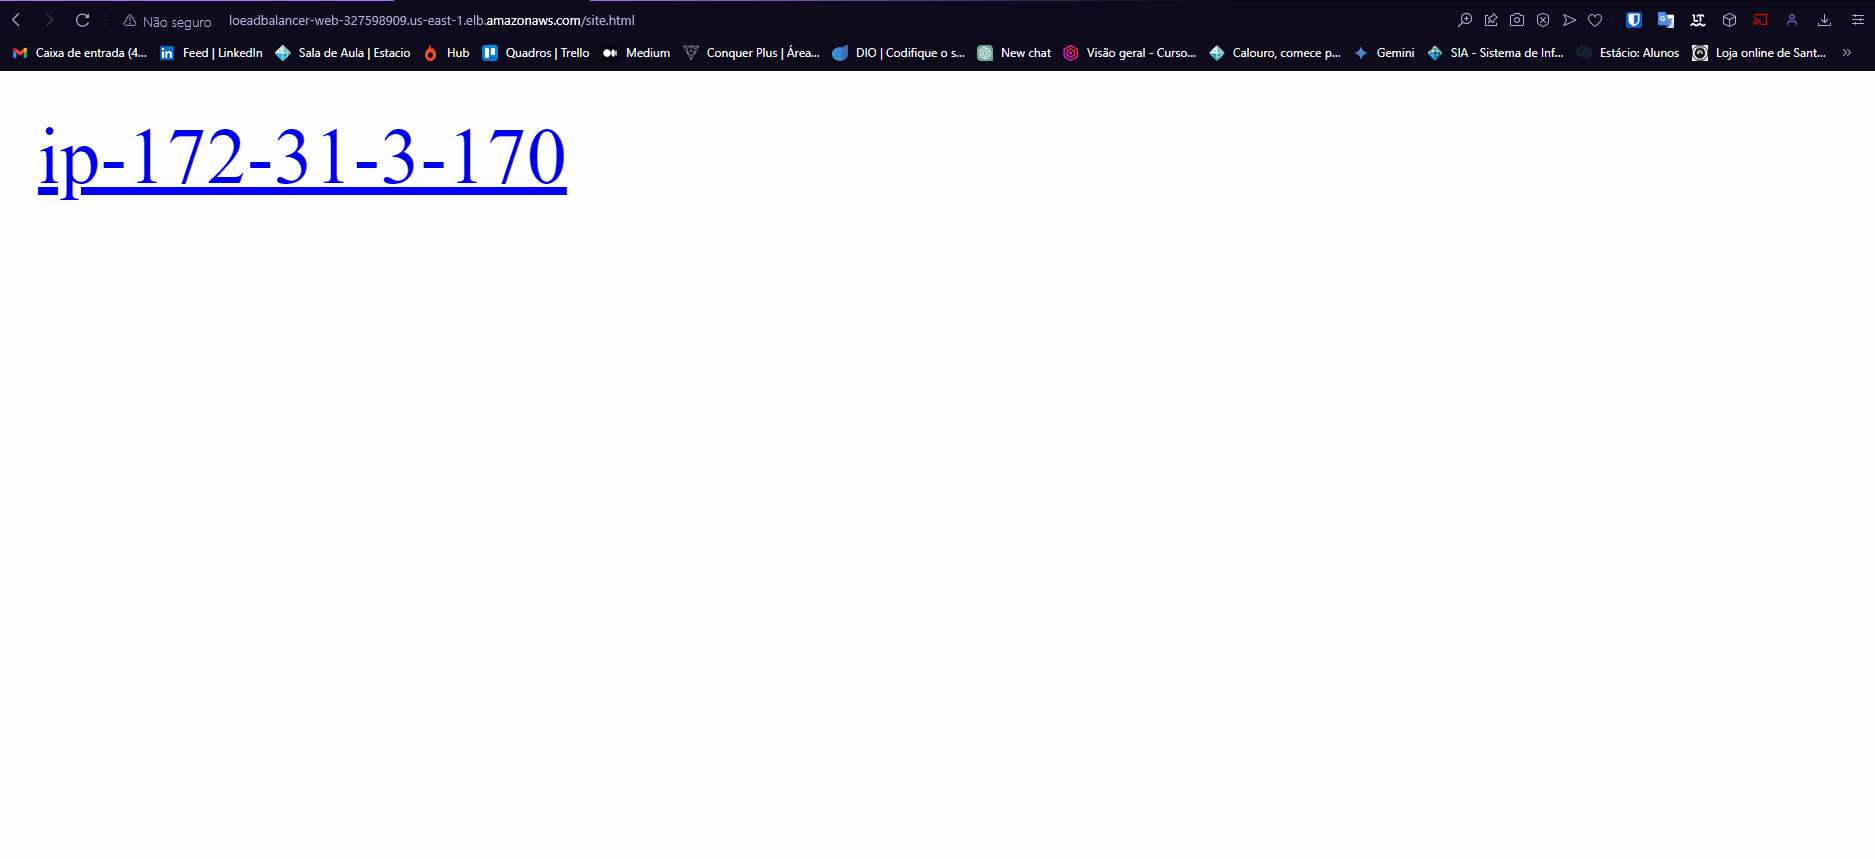 Não seguro loeadbalancer-web-327598909.us-east-1.elb.amazonaws.com/site.html
Caixa de entrada (4... Feed | LinkedIn Sala de Aula | Estacio Hub Quadros | Trello Medium Conquer Plus | Área... DIO | Codifique o s... New chat Visão geral - Curso... Calouro, comece p... Gemini SIA - Sistema de Inf... Estácio: Alunos Loja online de Sant...
ip-172-31-3-170